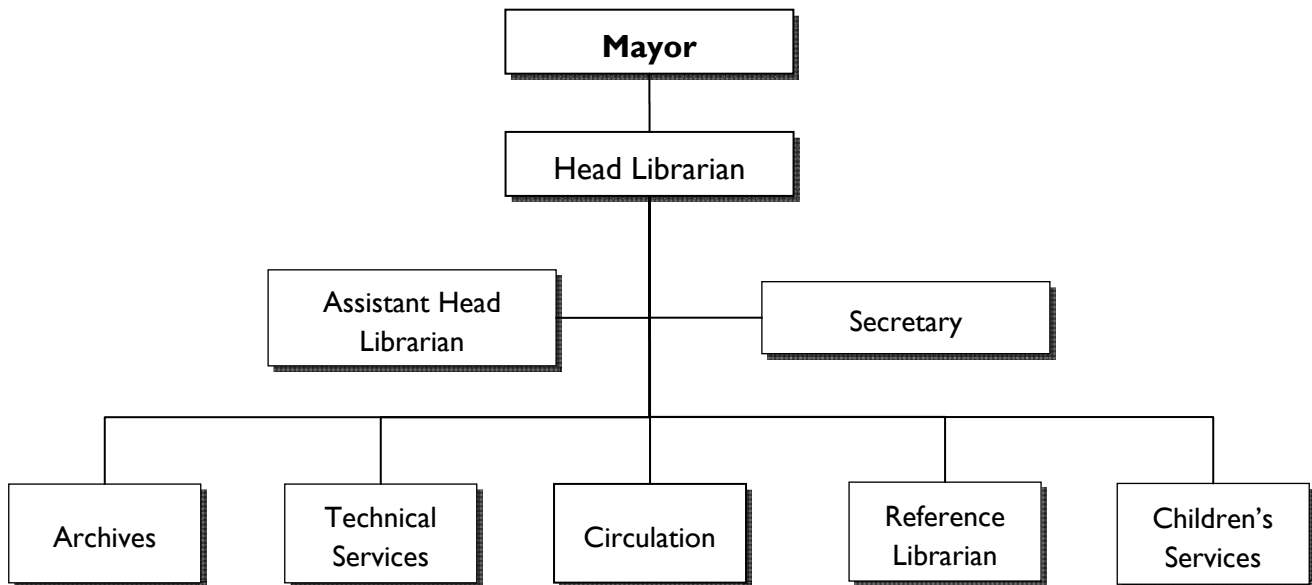 Mayor
Head Librarian
Assistant Head
Librarian
Secretary
Archives
Technical
Services
Circulation
Reference
Librarian
Children’s
Services